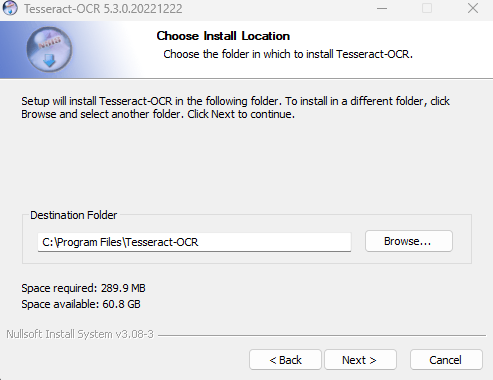 Tesseract-OCR 5.3.0.20221222
Choose Install Location
Choose the folder in which to install Tesseract-OCR.
Setup will install Tesseract-OCR in the following folder. To install in a different folder, click
Browse and select another folder. Click Next to continue.
Destination Folder
C:\Program Files\Tesseract-OCR
Browse...
Space required: 289.9 MB
Space available: 60.8 GB
Nullsoft Install System v3.08-3
< Back
Next >
Cancel